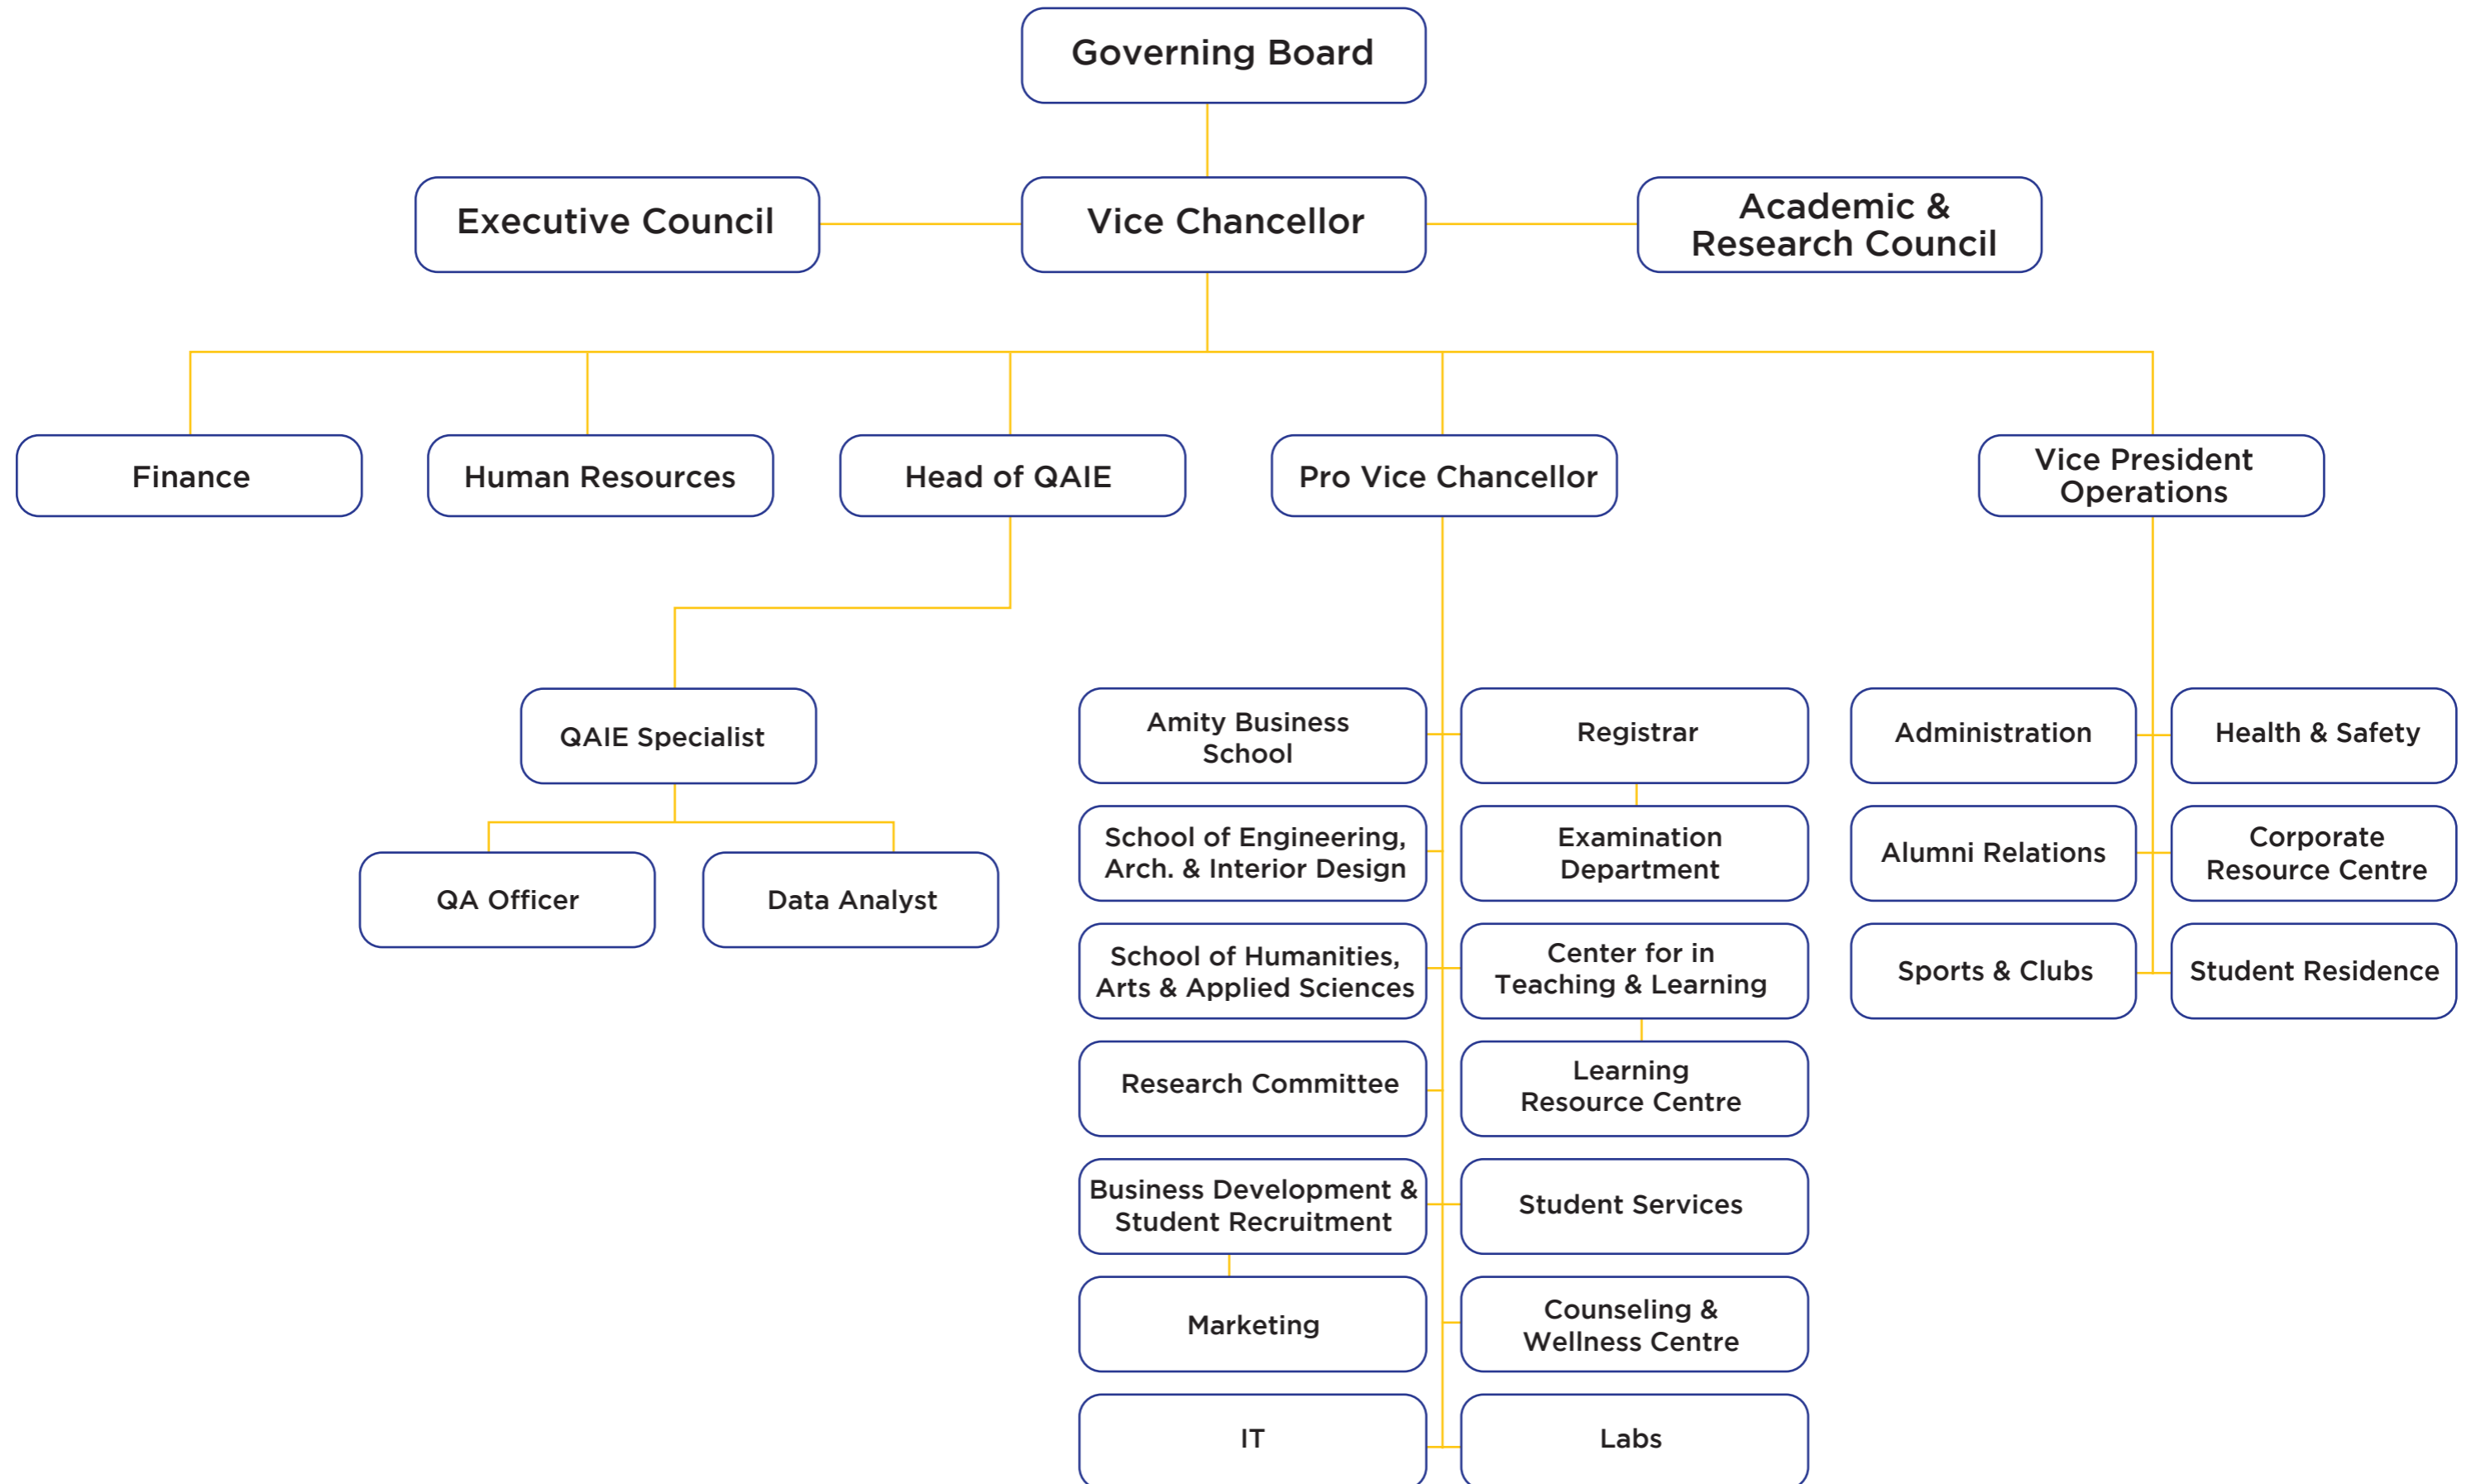 Governing Board
Executive Council
Vice Chancellor
Academic &
Research Council
Finance
Human Resources
Head of QAIE
Pro Vice Chancellor
Vice President
Operations
QAIE Specialist
QA Officer
Data Analyst
Amity Business
School
Registrar
School of Engineering,
Arch. & Interior Design
Examination
Department
School of Humanities,
Arts & Applied Sciences
Center for in
Teaching & Learning
Research Committee
Learning
Resource Centre
Business Development &
Student Recruitment
Student Services
Marketing
Counseling &
Wellness Centre
IT
Labs
Administration
Health & Safety
Alumni Relations
Corporate
Resource Centre
Sports & Clubs
Student Residence